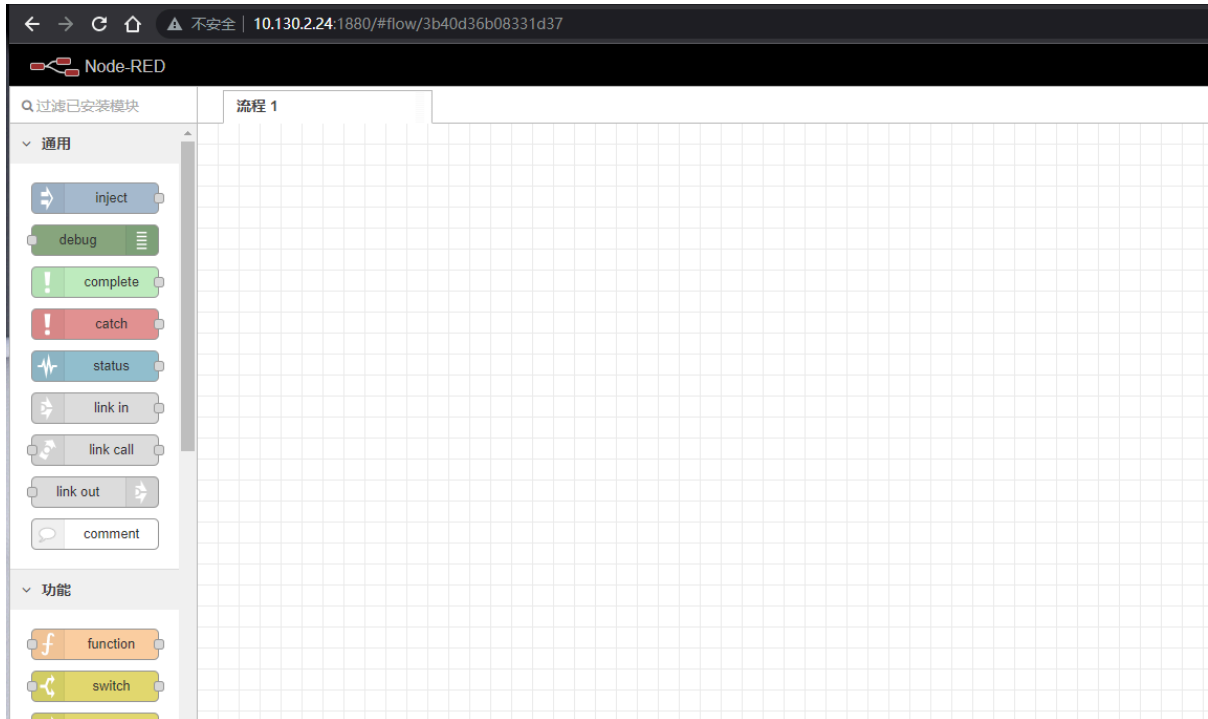 不安全 | 10.130.2.24:1880/#flow/3b40d36b08331d37
Node-RED
过滤已安装模块
流程 1
通用
inject
debug
complete
catch
status
link in
link call
link out
comment
功能
function
switch